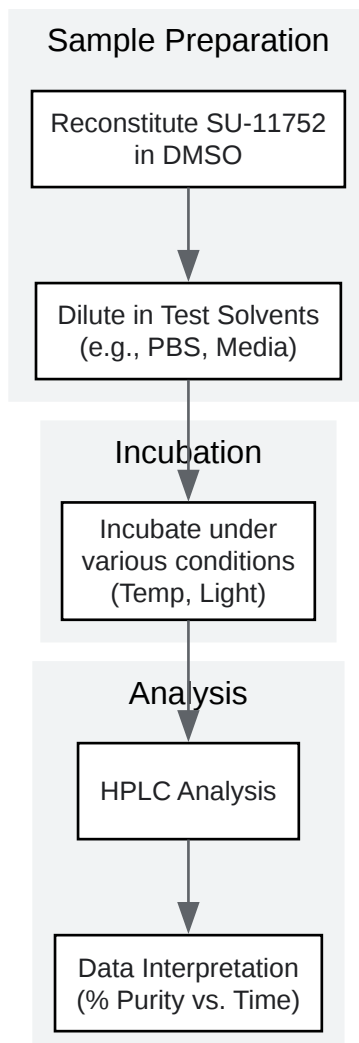 Sample Preparation
Reconstitute SU-11752
in DMSO
Dilute in Test Solvents
(e.g., PBS, Media)
Incubation
Incubate under
various conditions
(Temp, Light)
Analysis
HPLC Analysis
Data Interpretation
(% Purity vs. Time)